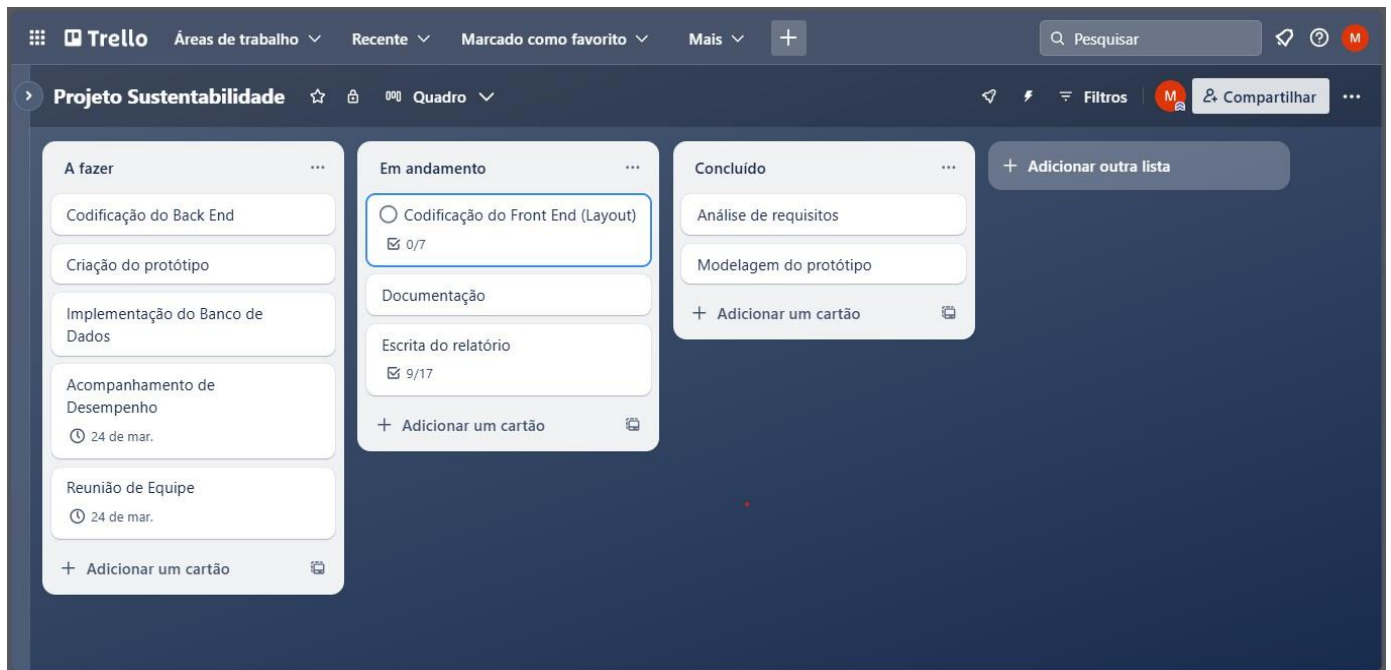 Trello Áreas de trabalho Recente Marcado como favorito Mais Pesquisar M
Projeto Sustentabilidade Quadro Filtros M Compartilhar
A fazer
Codificação do Back End
Criação do protótipo
Implementação do Banco de
Dados
Acompanhamento de
Desempenho
24 de mar.
Reunião de Equipe
24 de mar.
+ Adicionar um cartão
Em andamento
Codificação do Front End (Layout)
0/7
Documentação
Escrita do relatório
9/17
+ Adicionar um cartão
Concluído
Análise de requisitos
Modelagem do protótipo
+ Adicionar um cartão
+ Adicionar outra lista